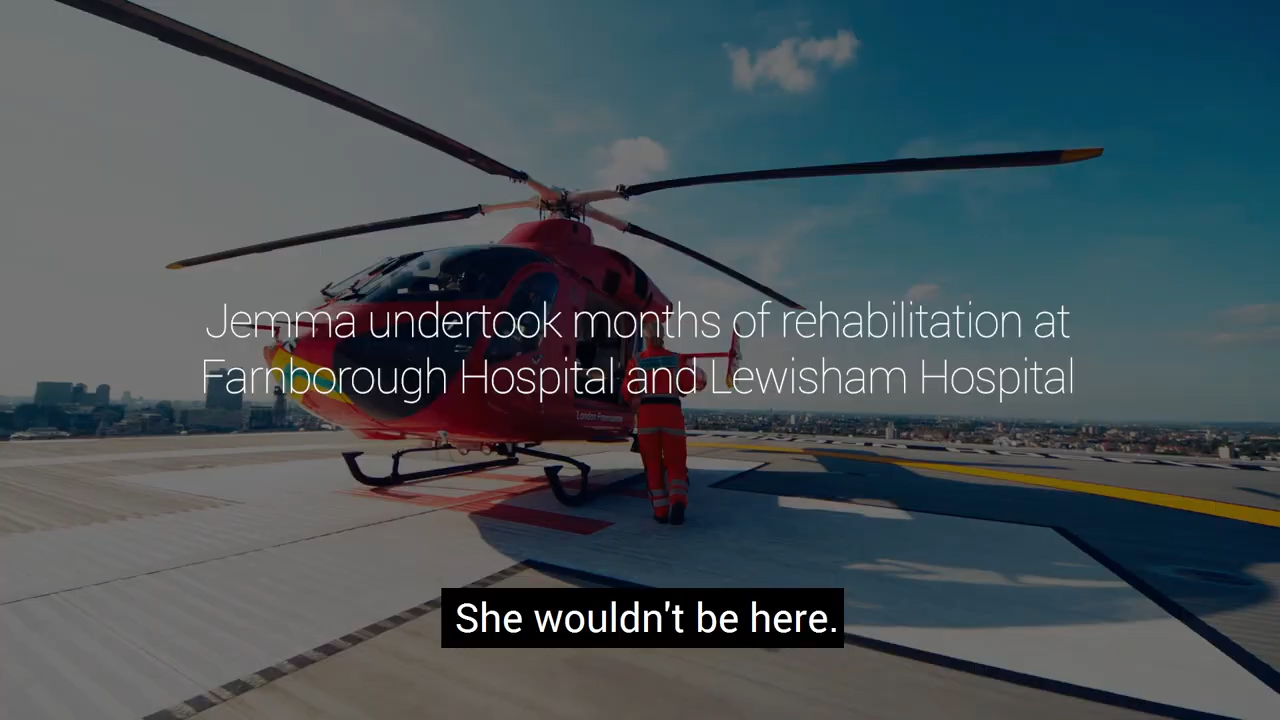 Jemma undertook months of rehabilitation at
Farnborough Hospital and Lewisham Hospital
She wouldn't be here.